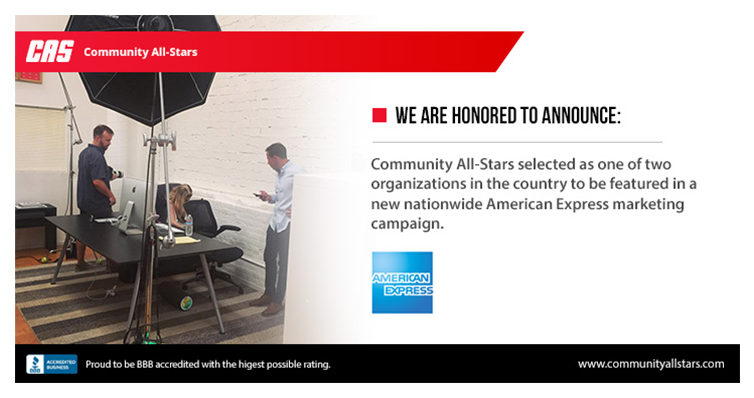 CAS Community All-Stars
WE ARE HONORED TO ANNOUNCE:
Community All-Stars selected as one of two
organizations in the country to be featured in a
new nationwide American Express marketing
campaign.
AMERICAN
EXPRESS
BBB
ACCREDITED
BUSINESS
Proud to be BBB accredited with the higest possible rating.
www.communityallstars.com